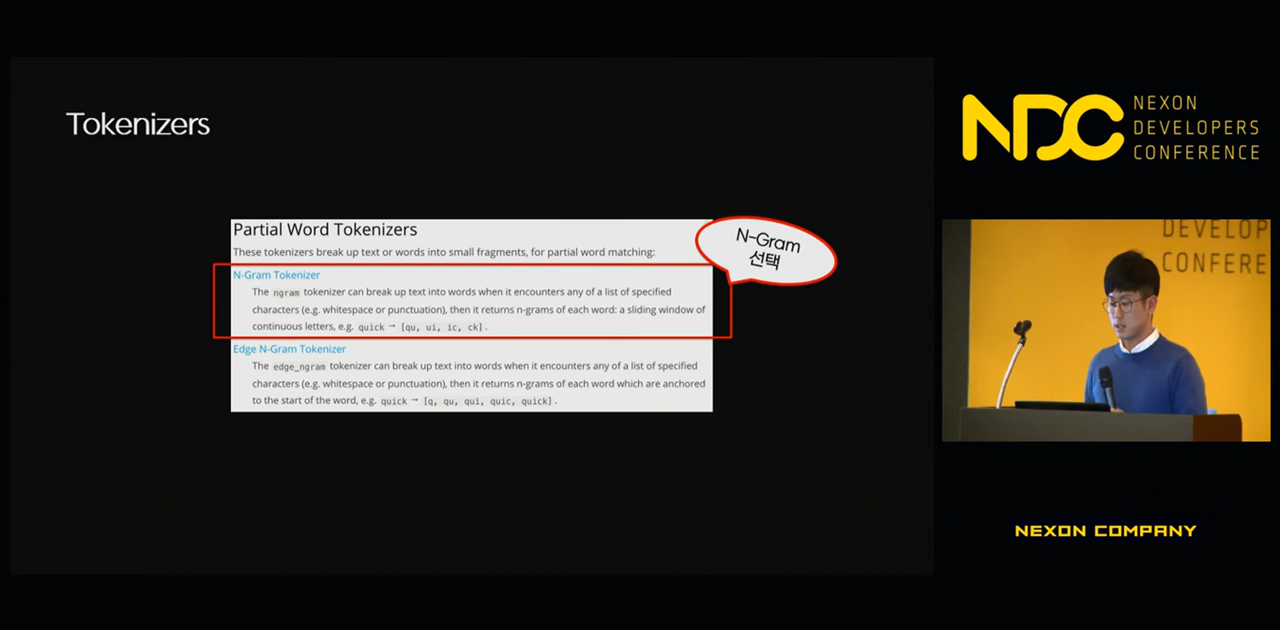 Tokenizers
Partial Word Tokenizers
These tokenizers break up text or words into small fragments, for partial word matching:
N-Gram Tokenizer
The ngram tokenizer can break up text into words when it encounters any of a list of specified
characters (e.g. whitespace or punctuation), then it returns n-grams of each word: a sliding window of
continuous letters, e.g. quick → [qu, ui, ic, ck].
Edge N-Gram Tokenizer
The edge_ngram tokenizer can break up text into words when it encounters any of a list of specified
characters (e.g. whitespace or punctuation), then it returns n-grams of each word which are anchored
to the start of the word, e.g. quick → [q, qu, qui, quic, quick].
N-Gram
선택
NDC
NEXON
DEVELOPERS
CONFERENCE
DEVELOP
CONFERE
NEXON COMPANY